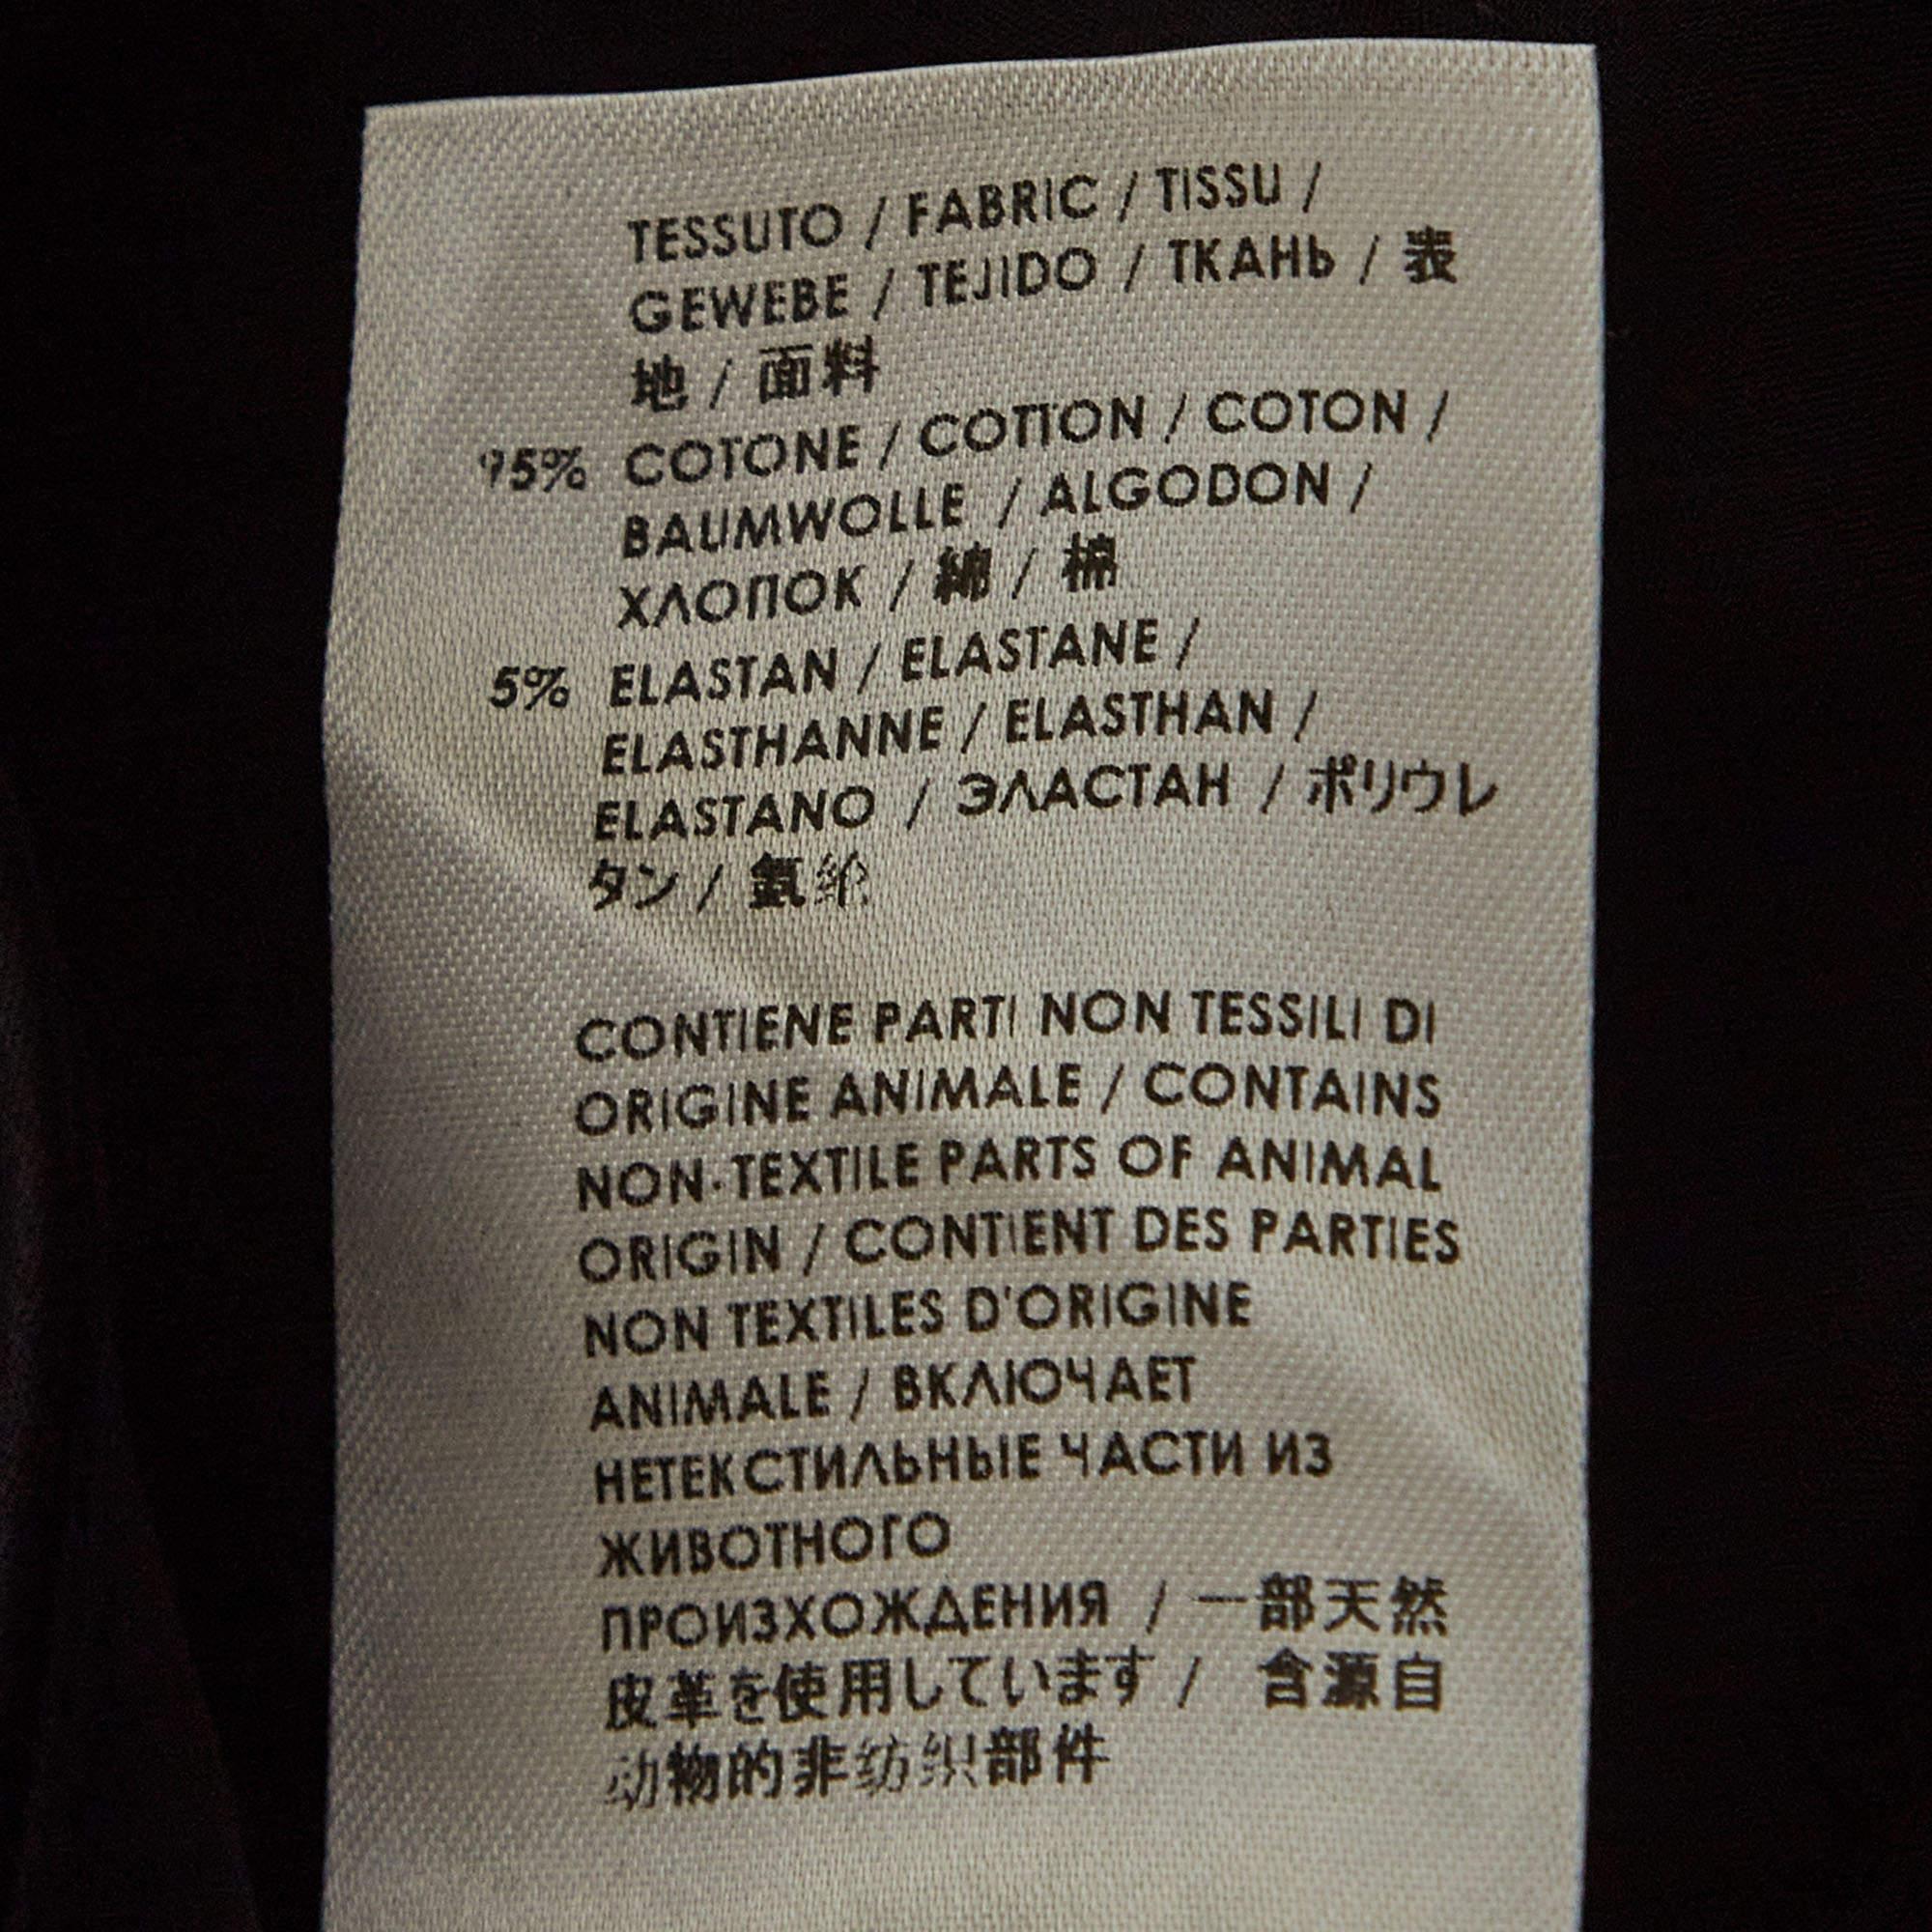 TESSUTO / FABRIC / TISSU /
GEWEBE / TEJIDO / ТКАНЬ / 表
地 / 面料
95% COTONE / COTTON / COTON /
BAUMWOLLE / ALGODON /
ХЛОПОК / 綿 / 棉
5% ELASTAN / ELASTANE /
ELASTHANNE / ELASTHAN /
ELASTANO / ЭЛАСТАН / ポリウレ
タン / 氨纶
CONTIENE PARTI NON TESSILI DI
ORIGINE ANIMALE / CONTAINS
NON-TEXTILE PARTS OF ANIMAL
ORIGIN / CONTIENT DES PARTIES
NON TEXTILES D'ORIGINE
ANIMALE / ВКЛЮЧАЕТ
НЕТЕКСТИЛЬНЫЕ ЧАСТИ ИЗ
ЖИВОТНОГО
ПРОИЗХОЖДЕНИЯ / 一部天然
皮革を使用しています / 含源自
动物的非纺织部件